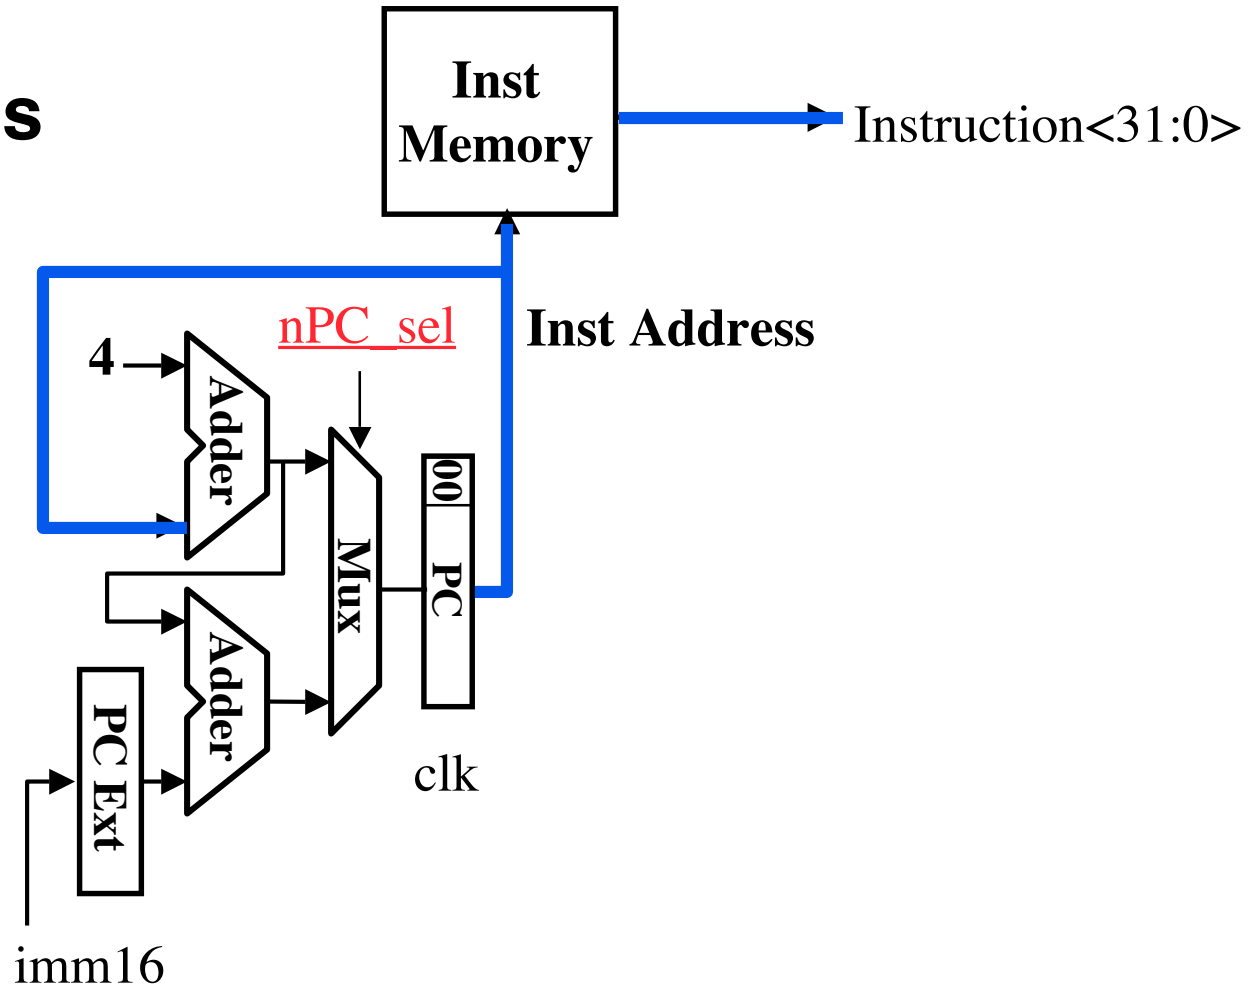 Inst
Memory
s
Instruction<31:0>
nPC_sel
Inst Address
4
Adder
00
PC
Mux
Adder
PC Ext
clk
imm16